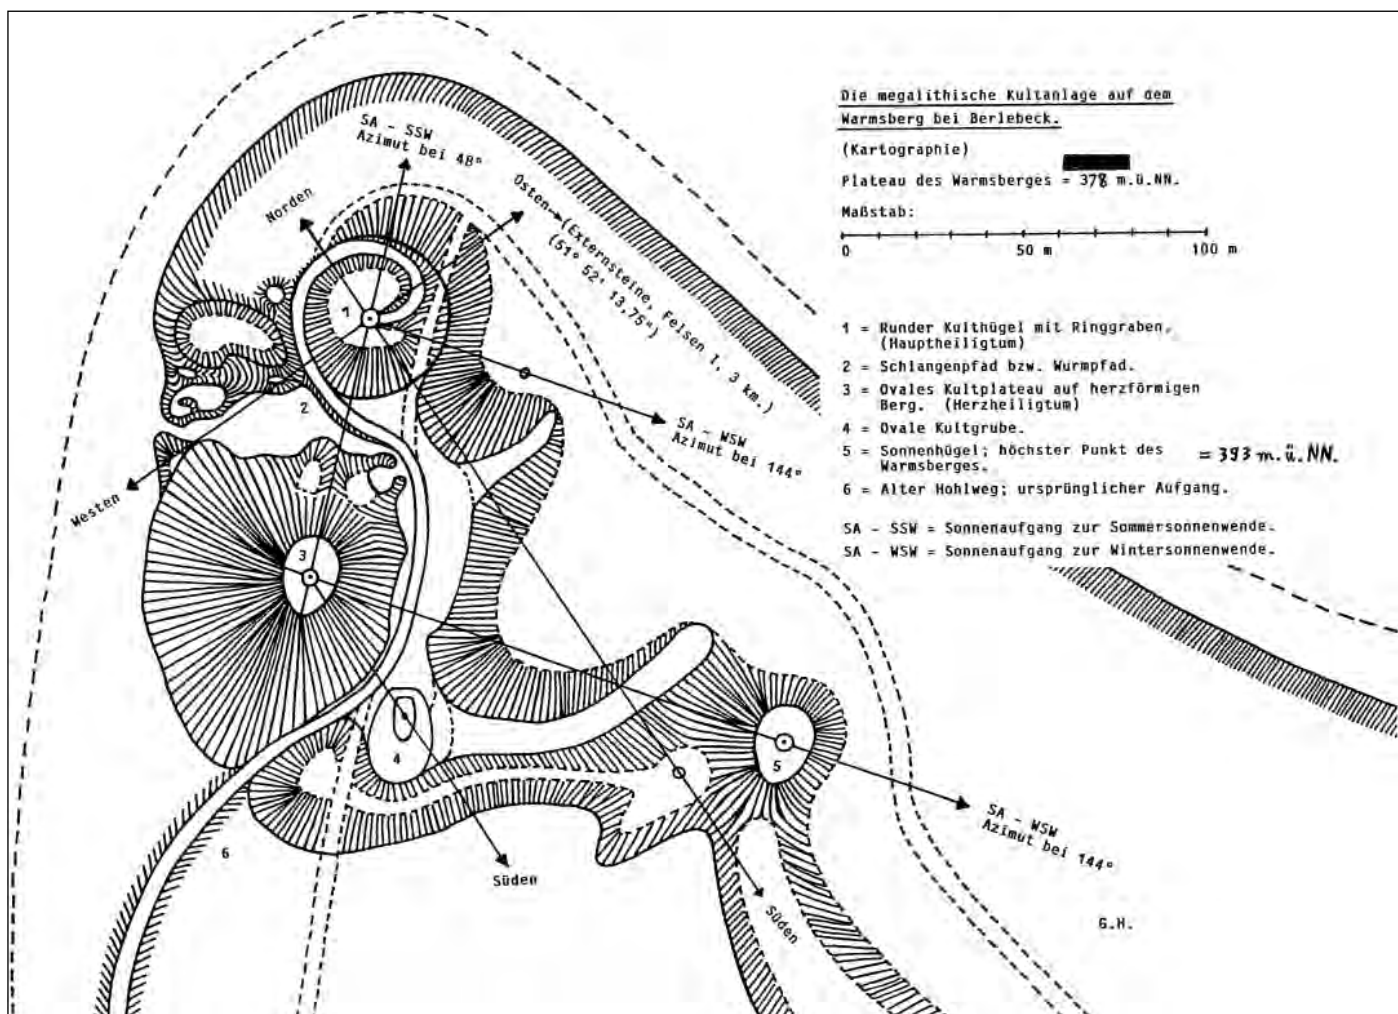 Die megalithische Kultanlage auf dem
Warmsberg bei Berlebeck.
(Kartographie)
Plateau des Warmsberges = 378 m.ü.NN.
Maßstab:
0 50 m 100 m
1 = Runder Kulthügel mit Ringgraben.
(Hauptheiligtum)
2 = Schlangenpfad bzw. Wurmpfad.
3 = Ovales Kultplateau auf herzförmigen
Berg. (Herzheiligtum)
4 = Ovale Kultgrube.
5 = Sonnenhügel; höchster Punkt des = 393 m.ü.NN.
Warmsberges.
6 = Alter Hohlweg; ursprünglicher Aufgang.
SA - SSW = Sonnenaufgang zur Sommersonnenwende.
SA - WSW = Sonnenaufgang zur Wintersonnenwende.
SA - SSW
Azimut bei 48°
Norden
Osten→(Externsteine, Felsen I, 3 km.)
(51° 52' 13,75")
1
2
SA - WSW
Azimut bei 144°
Westen
3
4
5
SA - WSW
Azimut bei 144°
6
Süden
Süden
G.H.